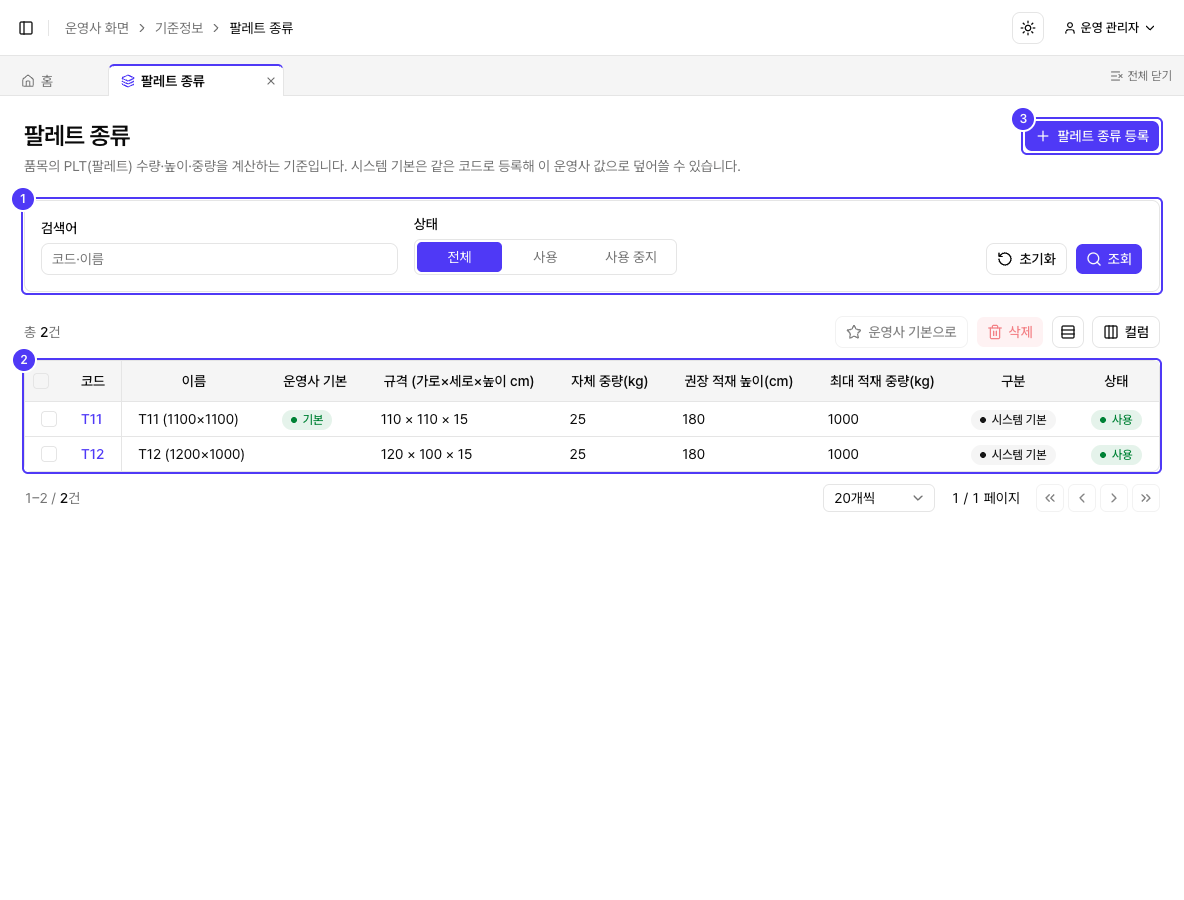 운영사 화면 > 기준정보 > 팔레트 종류
운영 관리자
홈
팔레트 종류
전체 닫기
팔레트 종류
품목의 PLT(팔레트) 수량·높이·중량을 계산하는 기준입니다. 시스템 기본은 같은 코드로 등록해 이 운영사 값으로 덮어쓸 수 있습니다.
3
팔레트 종류 등록
1
검색어
코드·이름
상태
전체 사용 사용 중지
초기화
조회
총 2건
운영사 기본으로
삭제
컬럼
2
코드 이름 운영사 기본 규격 (가로×세로×높이 cm) 자체 중량(kg) 권장 적재 높이(cm) 최대 적재 중량(kg) 구분 상태
T11 T11 (1100×1100) 기본 110 × 110 × 15 25 180 1000 시스템 기본 사용
T12 T12 (1200×1000) 120 × 100 × 15 25 180 1000 시스템 기본 사용
1–2 / 2건
20개씩
1 / 1 페이지